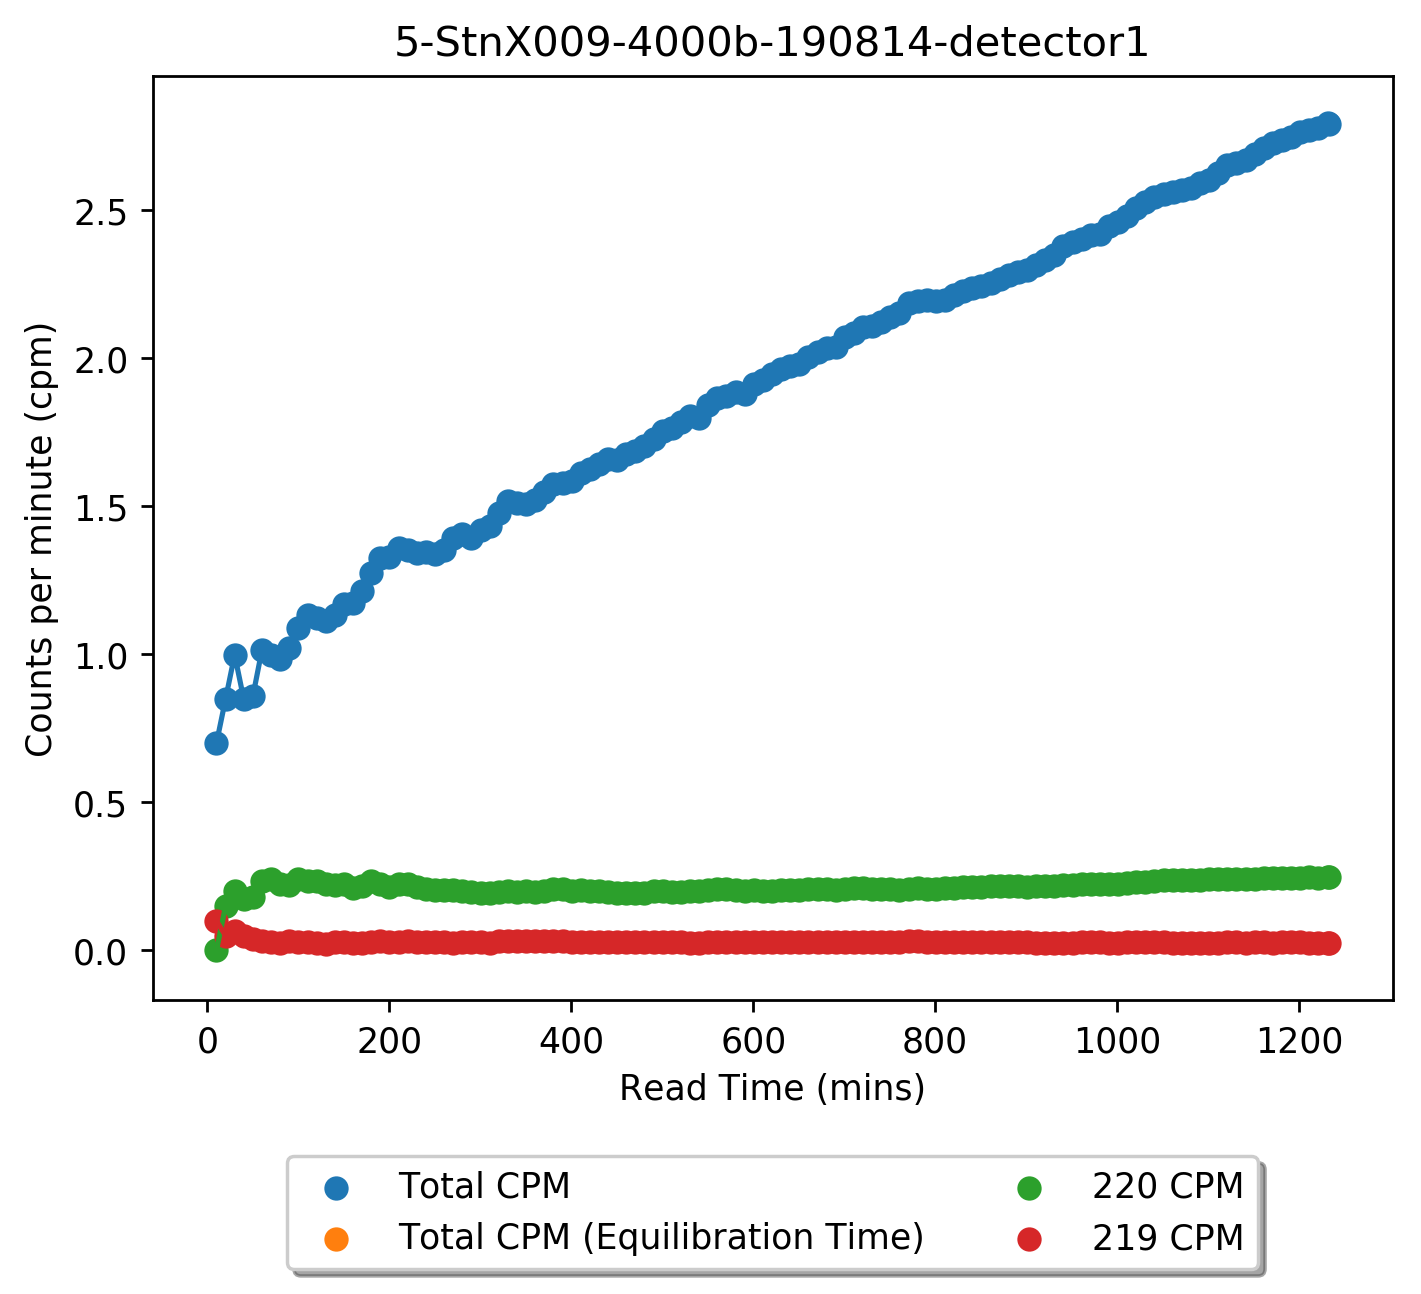 5-StnX009-4000b-190814-detector1
Counts per minute (cpm)
2.5
2.0
1.5
1.0
0.5
0.0
0 200 400 600 800 1000 1200
Read Time (mins)
Total CPM
Total CPM (Equilibration Time)
220 CPM
219 CPM